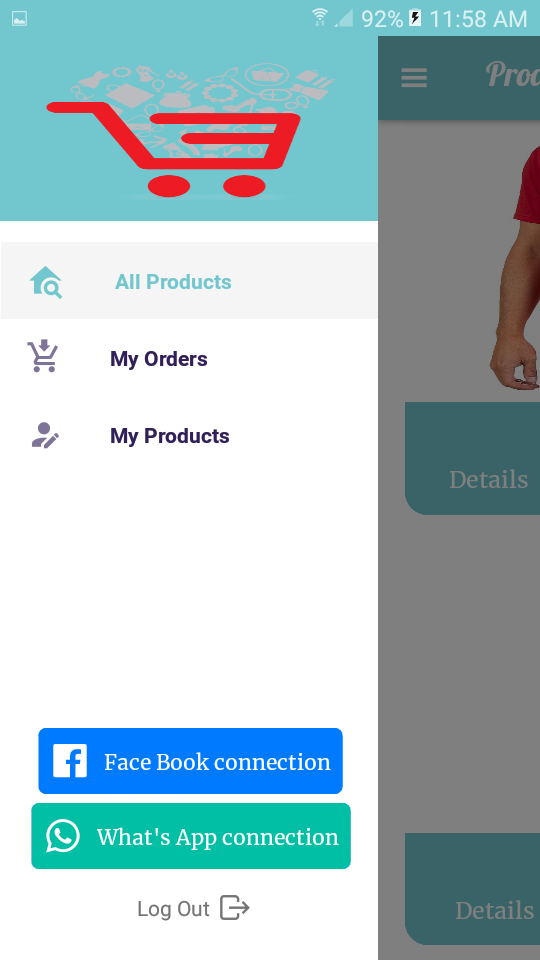 92% 11:58 AM
Prod
All Products
My Orders
My Products
Details
Face Book connection
What's App connection
Details
Log Out